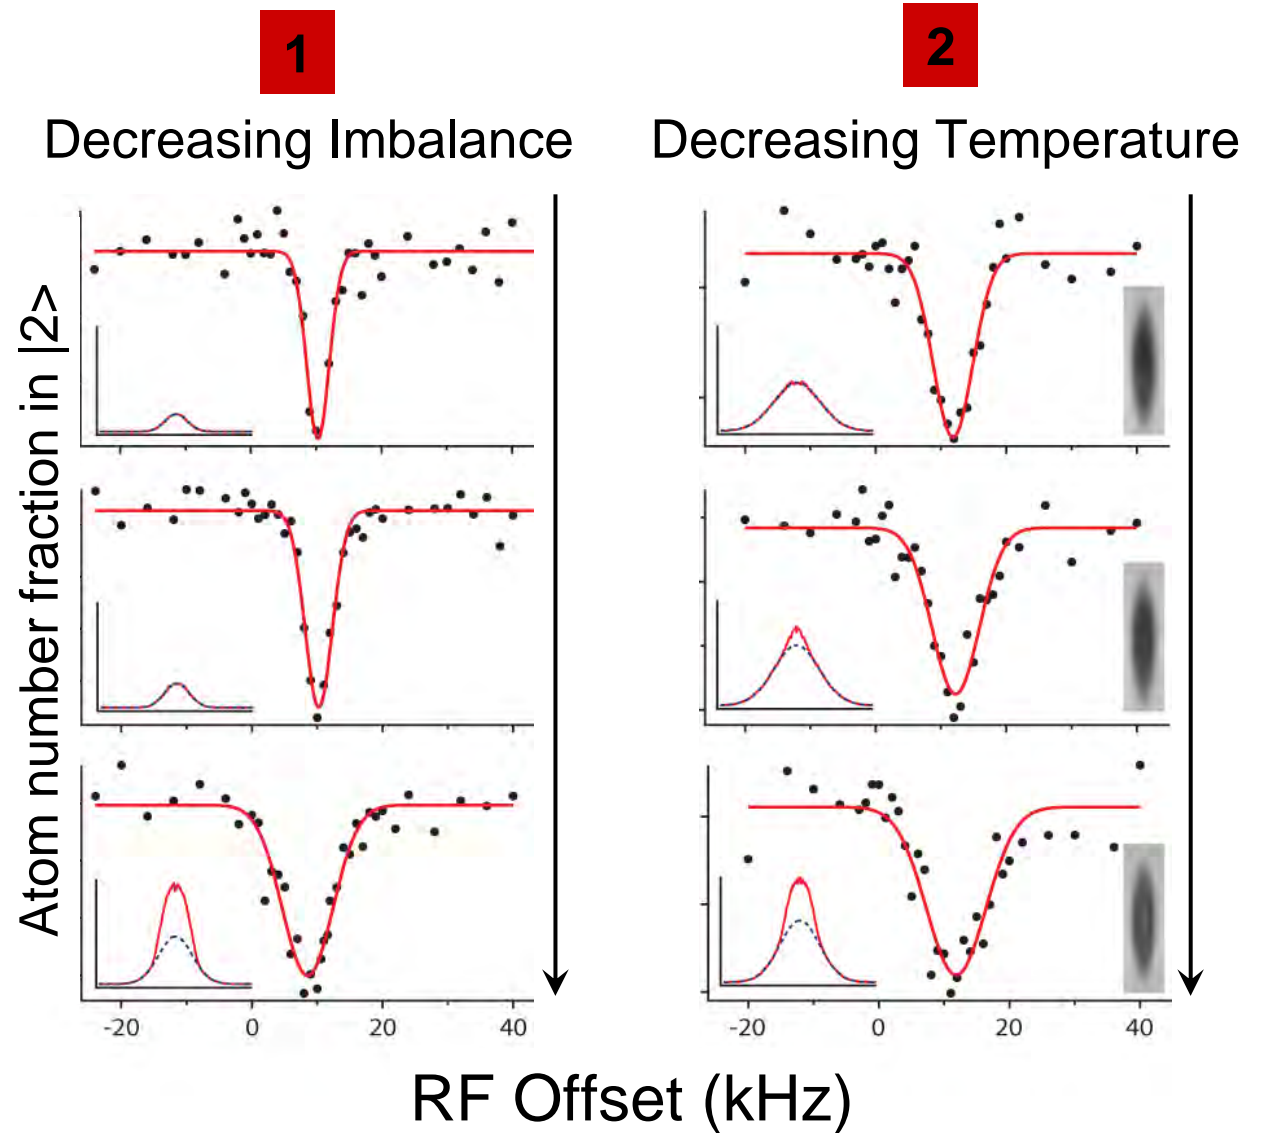 1
2
Decreasing Imbalance
Decreasing Temperature
Atom number fraction in |2>
-20 0 20 40
-20 0 20 40
RF Offset (kHz)